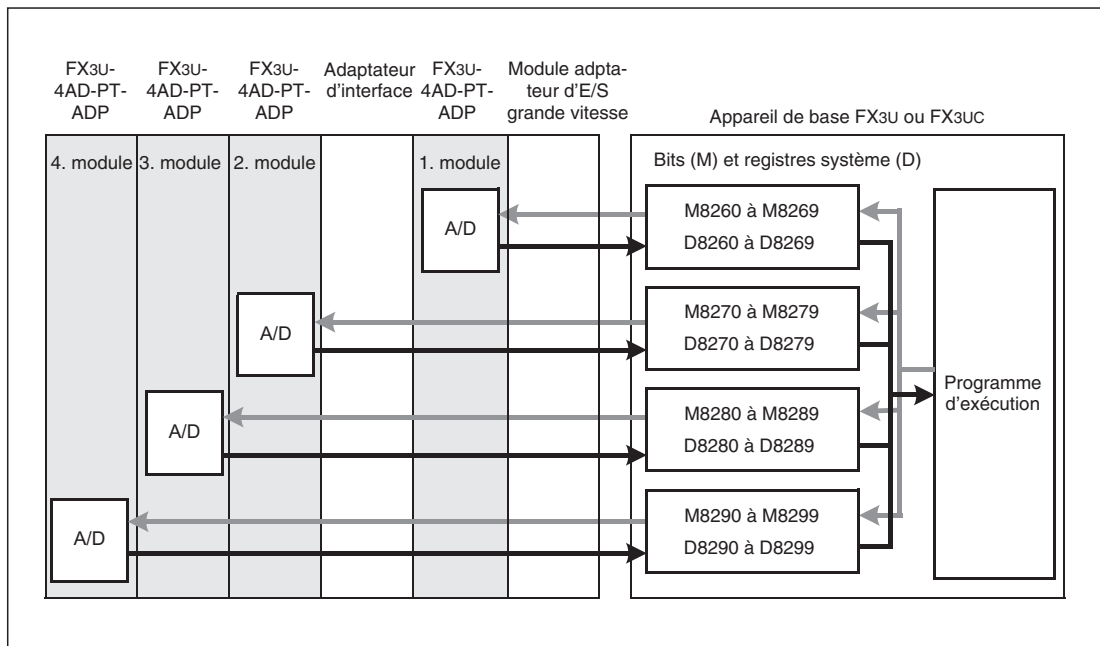 FX3U-
4AD-PT-
ADP
FX3U-
4AD-PT-
ADP
FX3U-
4AD-PT-
ADP
Adaptateur
d'interface
FX3U-
4AD-PT-
ADP
Module adpta-
teur d'E/S
grande vitesse
Appareil de base FX3U ou FX3UC
4. module
3. module
2. module
1. module
Bits (M) et registres système (D)
A/D
M8260 à M8269
D8260 à D8269
A/D
M8270 à M8279
D8270 à D8279
A/D
M8280 à M8289
D8280 à D8289
A/D
M8290 à M8299
D8290 à D8299
Programme
d'exécution